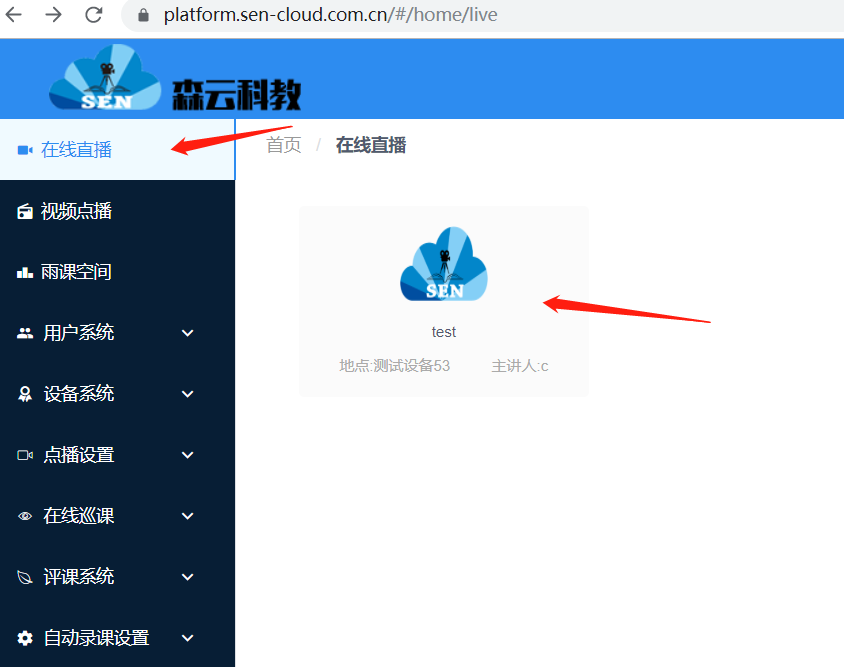 platform.sen-cloud.com.cn/#/home/live
SEN 森云科教
在线直播
首页 / 在线直播
视频点播
雨课空间
用户系统
设备系统
点播设置
在线巡课
评课系统
自动录课设置
SEN
test
地点:测试设备53 主讲人:c